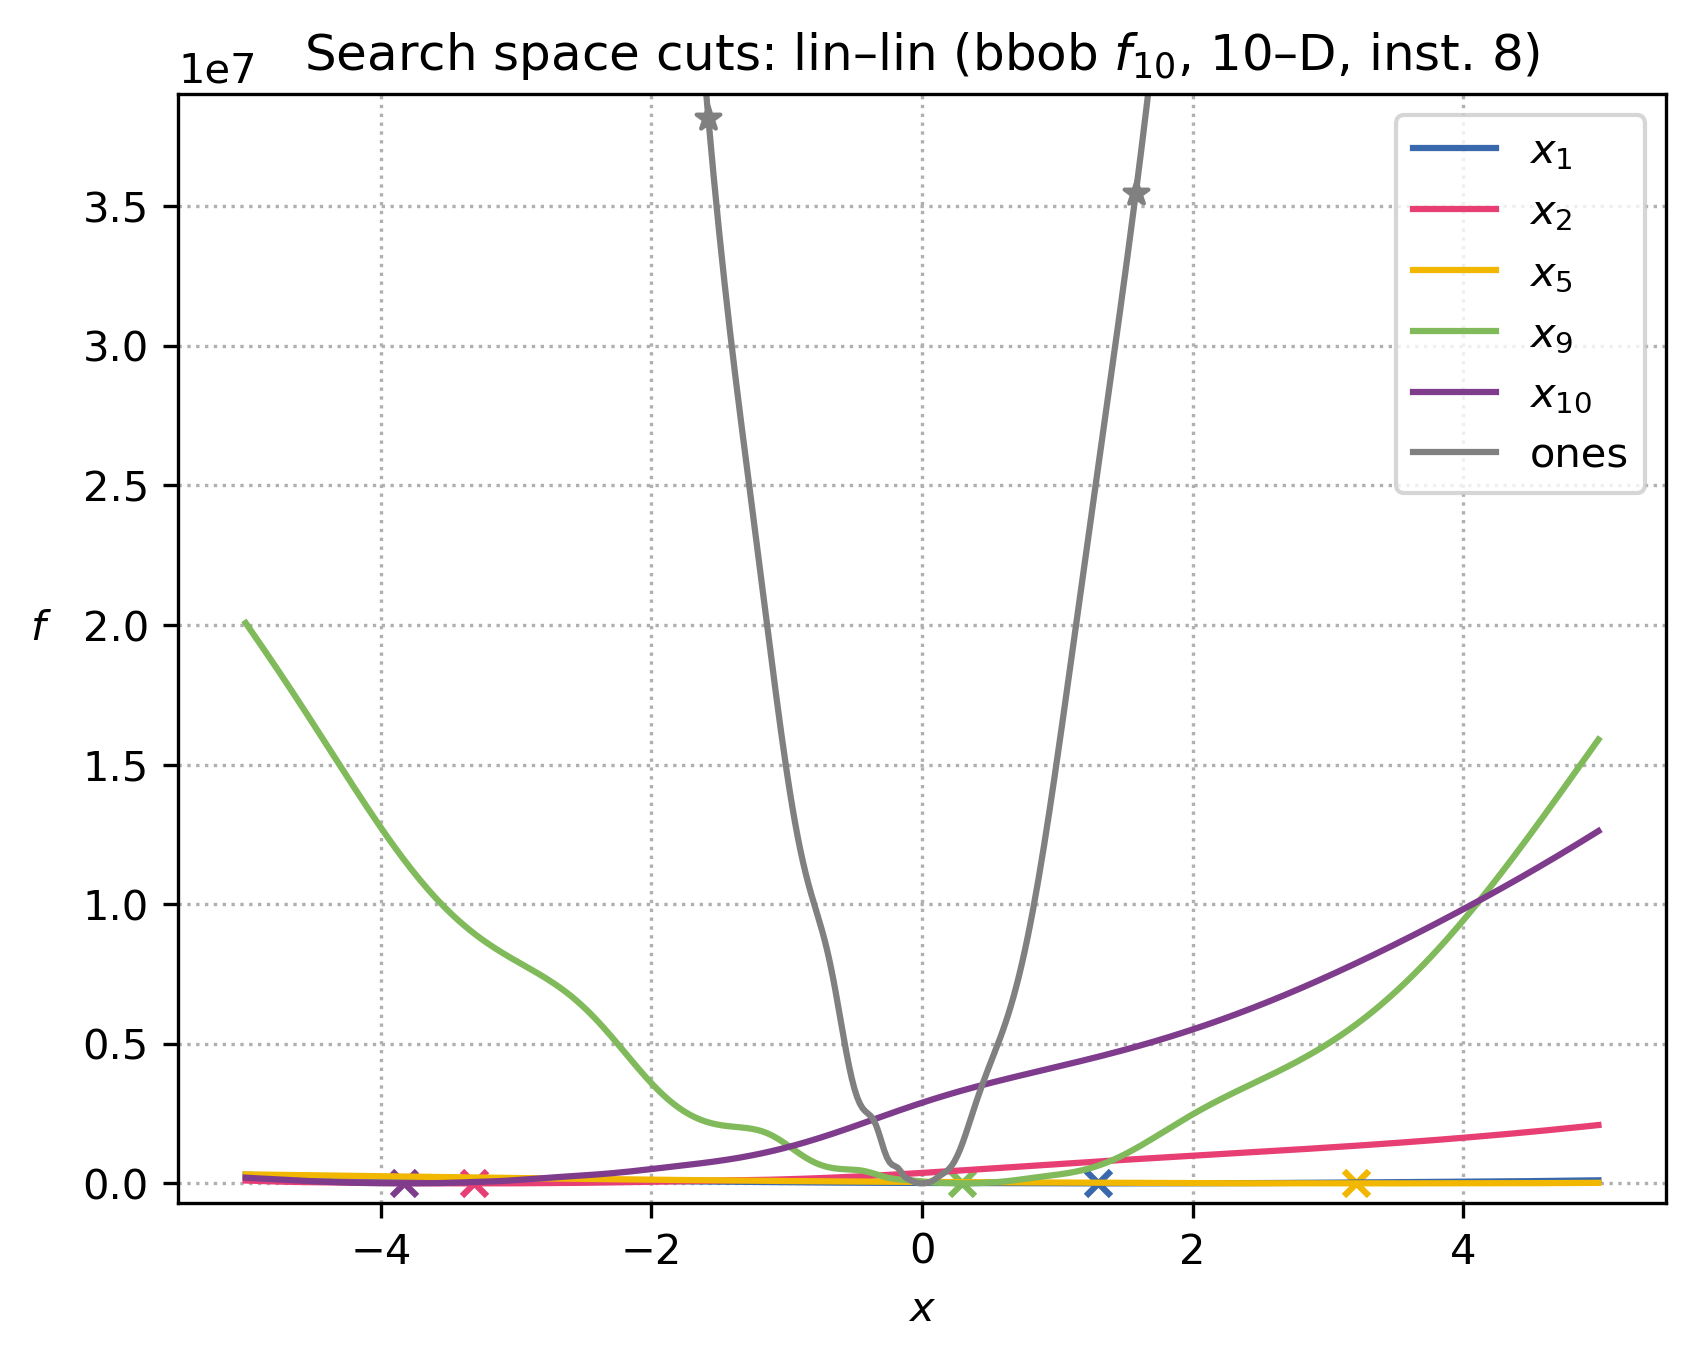 Search space cuts: lin–lin (bbob f10, 10–D, inst. 8)
1e7
3.5
3.0
2.5
2.0
1.5
1.0
0.5
0.0
f
−4
−2
0
2
4
x
x1
x2
x5
x9
x10
ones